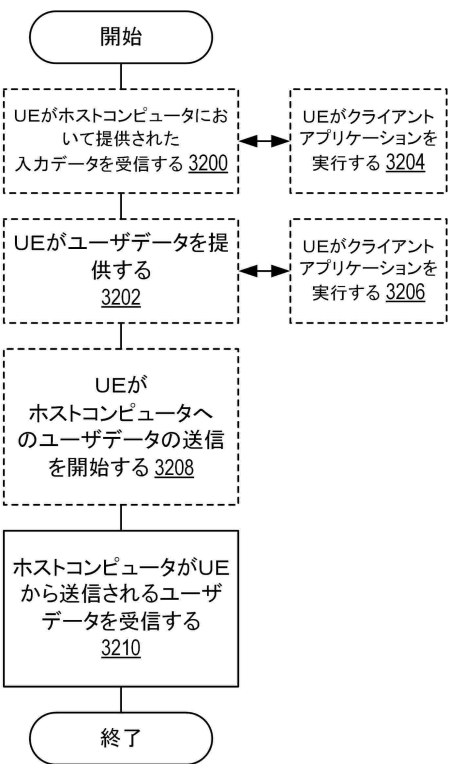 開始
UEがホストコンピュータにお
いて提供された
入力データを受信する 3200
UEがクライアント
アプリケーションを
実行する 3204
UEがユーザデータを提
供する
3202
UEがクライアント
アプリケーションを
実行する 3206
UEが
ホストコンピュータへ
のユーザデータの送信
を開始する 3208
ホストコンピュータがUE
から送信されるユーザ
データを受信する
3210
終了